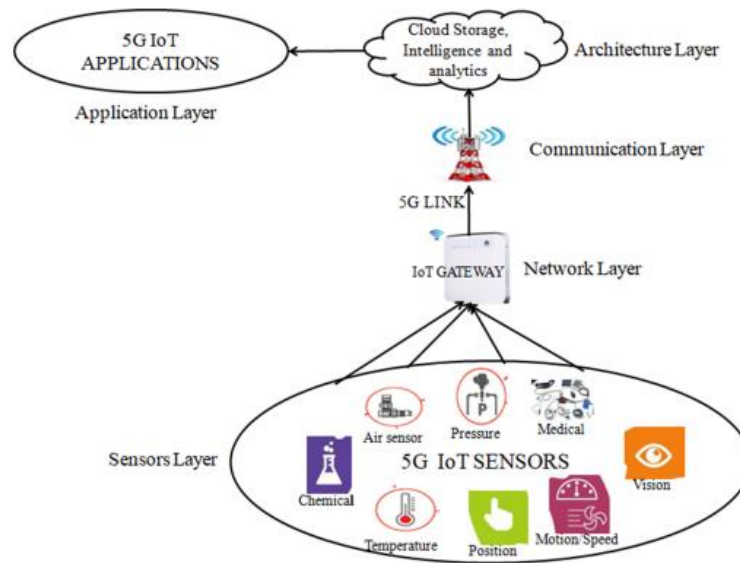 5G IoT
APPLICATIONS
Application Layer
Cloud Storage,
Intelligence and
analytics
Architecture Layer
Communication Layer
5G LINK
IoT GATEWAY
Network Layer
Sensors Layer
Air sensor
P
Pressure
Medical
5G IoT SENSORS
Chemical
Vision
Temperature
Position
Motion/Speed